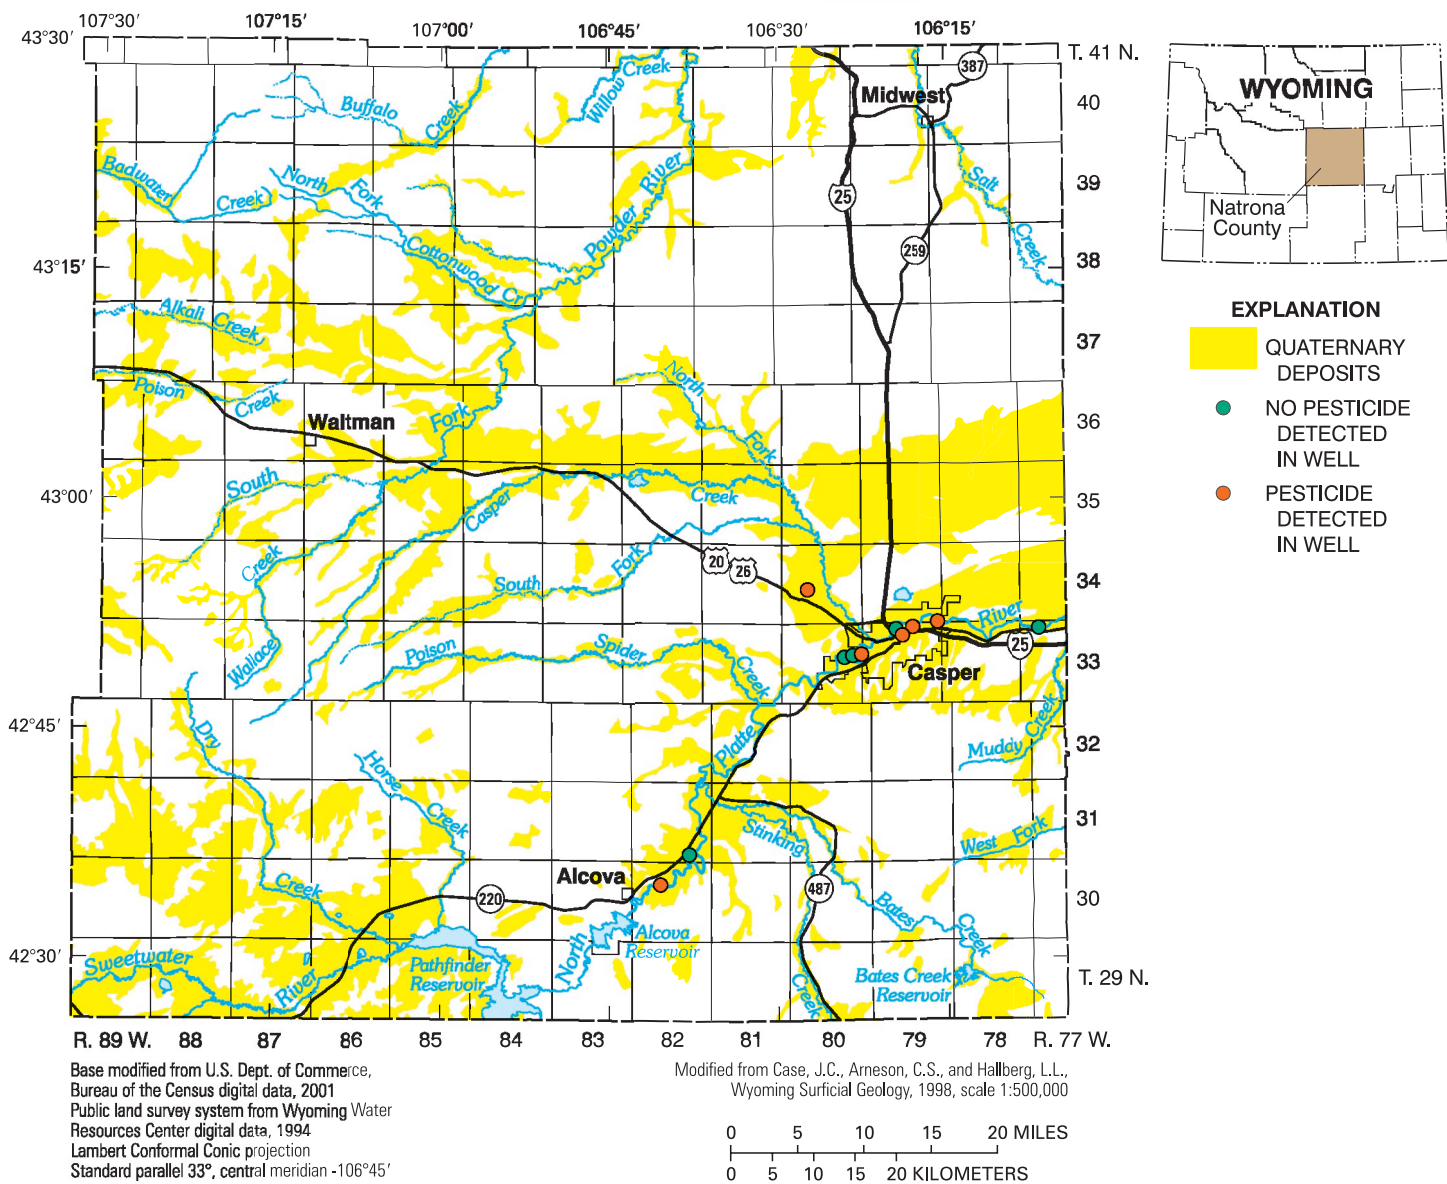 107°30′
107°15′
107°00′
106°45′
106°30′
106°15′
43°30′
T. 41 N.
387
Willow
Creek
Midwest
40
Buffalo
Creek
Badwater
Creek
North
Fork
Powder
River
25
Salt
Creek
39
259
Cottonwood Cr
43°15′
38
Alkali Creek
37
Poison
Creek
Waltman
Fork
North
Fork
36
South
43°00′
Casper
Creek
35
Creek
Fork
20
26
South
34
River
Wallace
Poison
Spider
Creek
25
33
Casper
42°45′
Dry
Platte
Muddy Creek
32
Horse
Creek
Stinking
31
West Fork
Alcova
Creek
220
487
Bates
Creek
30
North
Alcova
Reservoir
42°30′
Sweetwater
River
Pathfinder
Reservoir
Creek
Bates Creek
Reservoir
T. 29 N.
R. 89 W.
88
87
86
85
84
83
82
81
80
79
78
R. 77 W.
WYOMING
Natrona
County
EXPLANATION
QUATERNARY
DEPOSITS
NO PESTICIDE
DETECTED
IN WELL
PESTICIDE
DETECTED
IN WELL
Base modified from U.S. Dept. of Commerce,
Bureau of the Census digital data, 2001
Public land survey system from Wyoming Water
Resources Center digital data, 1994
Lambert Conformal Conic projection
Standard parallel 33°, central meridian -106°45′
Modified from Case, J.C., Arneson, C.S., and Hallberg, L.L.,
Wyoming Surficial Geology, 1998, scale 1:500,000
0 5 10 15 20 MILES
0 5 10 15 20 KILOMETERS